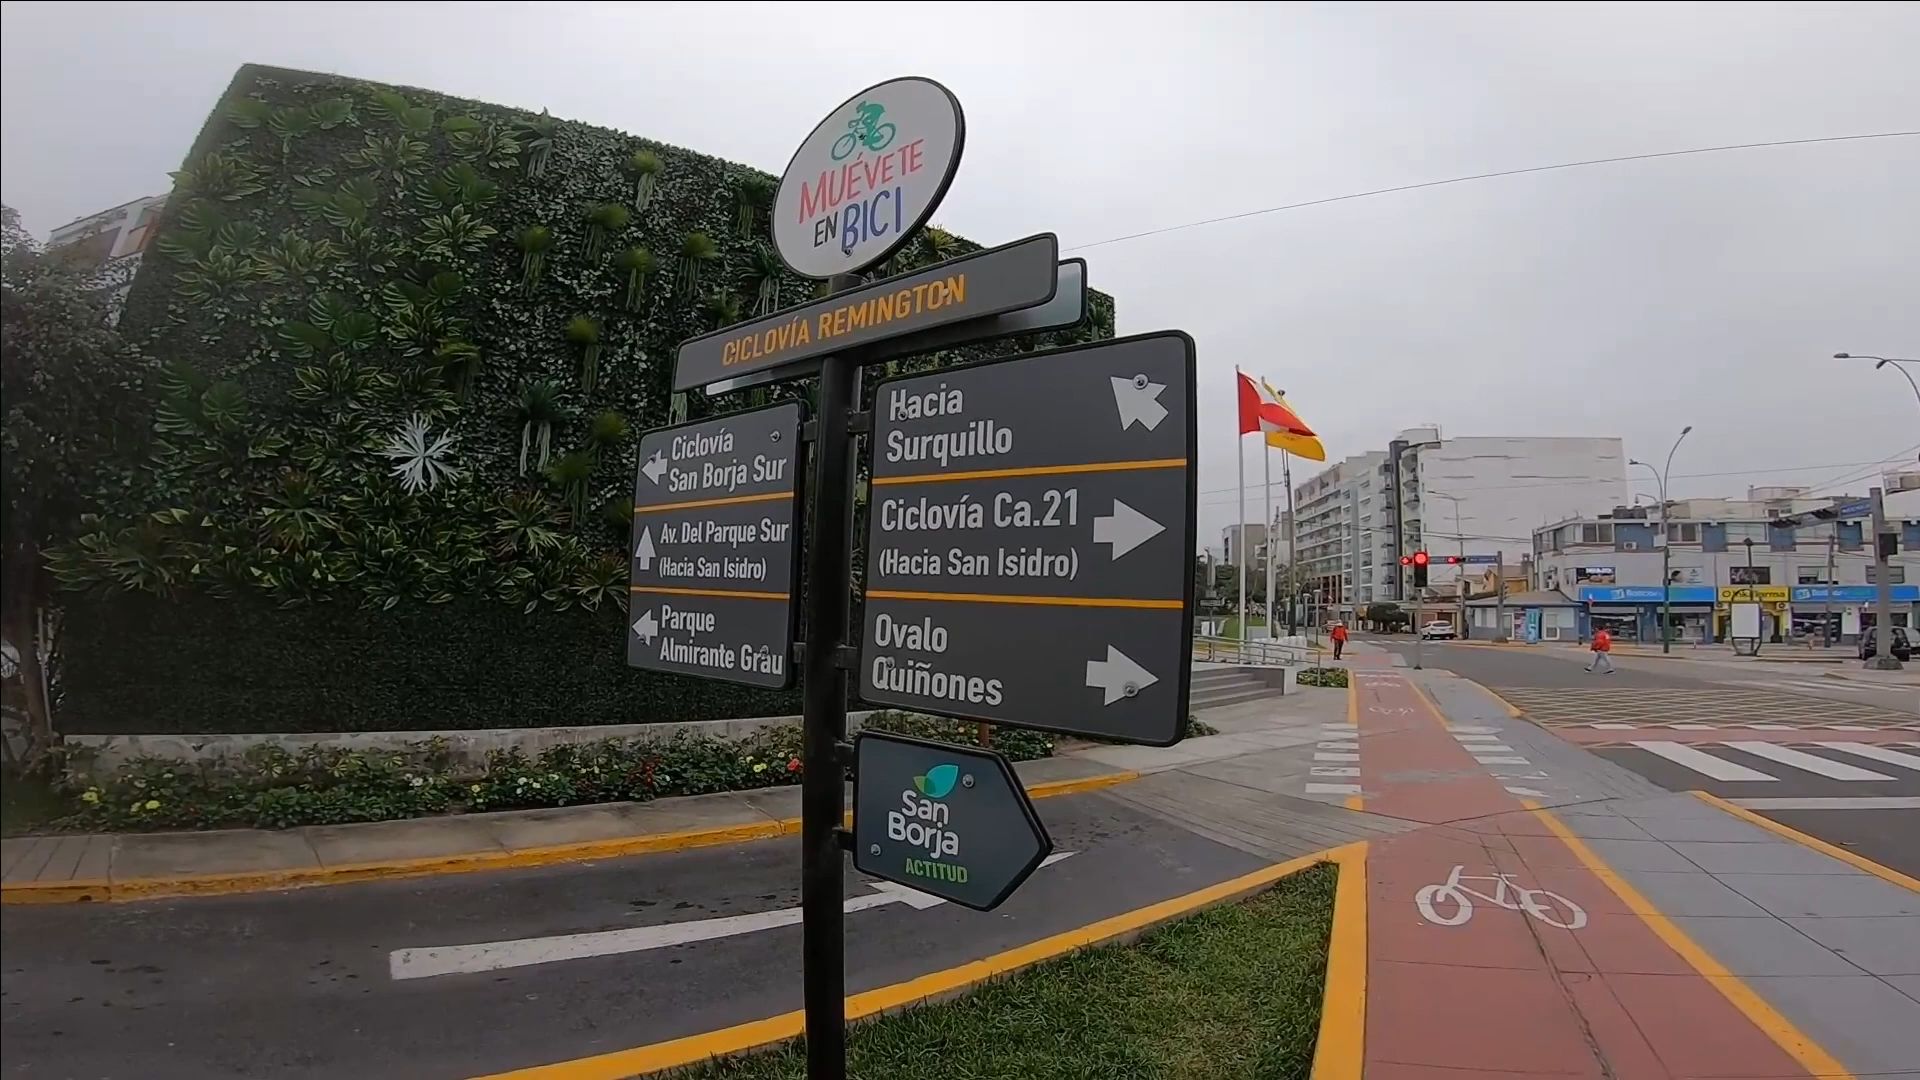 MUÉVETE
EN BICI
CICLOVÍA REMINGTON
Ciclovía
San Borja Sur
Av. Del Parque Sur
(Hacia San Isidro)
Parque
Almirante Grau
Hacia
Surquillo
Ciclovía Ca.21
(Hacia San Isidro)
Ovalo
Quiñones
San
Borja
ACTITUD